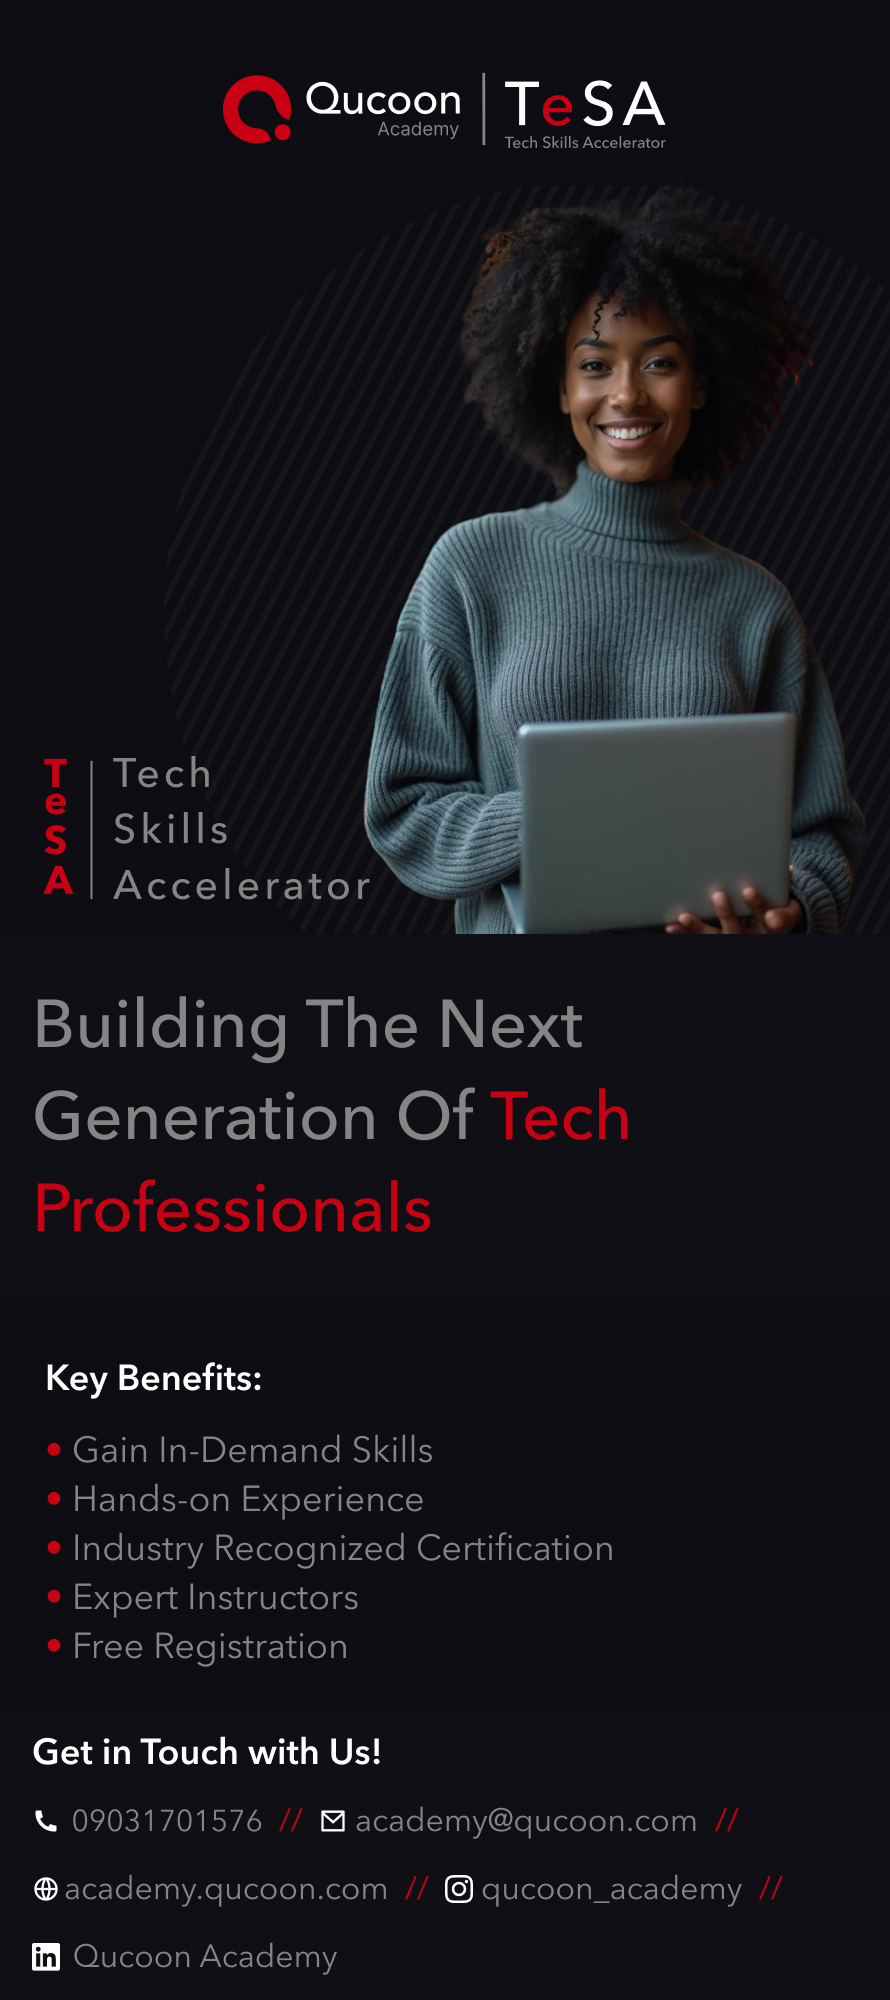 Qucoon
Academy
TeSA
Tech Skills Accelerator
TeSA
Tech
Skills
Accelerator
Building The Next
Generation Of Tech
Professionals
Key Benefits:
• Gain In-Demand Skills
• Hands-on Experience
• Industry Recognized Certification
• Expert Instructors
• Free Registration
Get in Touch with Us!
09031701576 // academy@qucoon.com //
academy.qucoon.com // qucoon_academy //
in Qucoon Academy